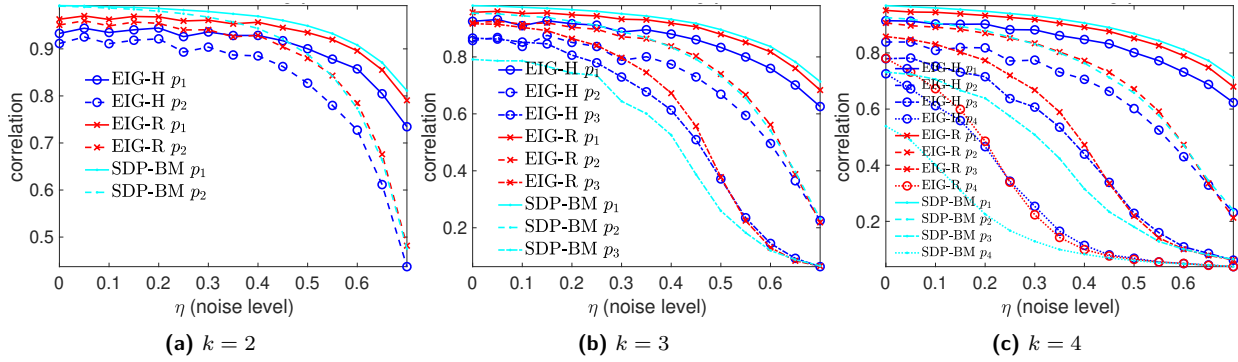 correlation
0.9
0.8
0.7
0.6
0.5
EIG-H p₁
EIG-H p₂
EIG-R p₁
EIG-R p₂
SDP-BM p₁
SDP-BM p₂
0 0.1 0.2 0.3 0.4 0.5 0.6 0.7
η (noise level)
(a) k = 2
correlation
0.8
0.6
0.4
0.2
EIG-H p₁
EIG-H p₂
EIG-H p₃
EIG-R p₁
EIG-R p₂
EIG-R p₃
SDP-BM p₁
SDP-BM p₂
SDP-BM p₃
0 0.1 0.2 0.3 0.4 0.5 0.6 0.7
η (noise level)
(b) k = 3
correlation
0.8
0.6
0.4
0.2
EIG-H p₁
EIG-H p₂
EIG-H p₃
EIG-H p₄
EIG-R p₁
EIG-R p₂
EIG-R p₃
EIG-R p₄
SDP-BM p₁
SDP-BM p₂
SDP-BM p₃
SDP-BM p₄
0 0.1 0.2 0.3 0.4 0.5 0.6 0.7
η (noise level)
(c) k = 4